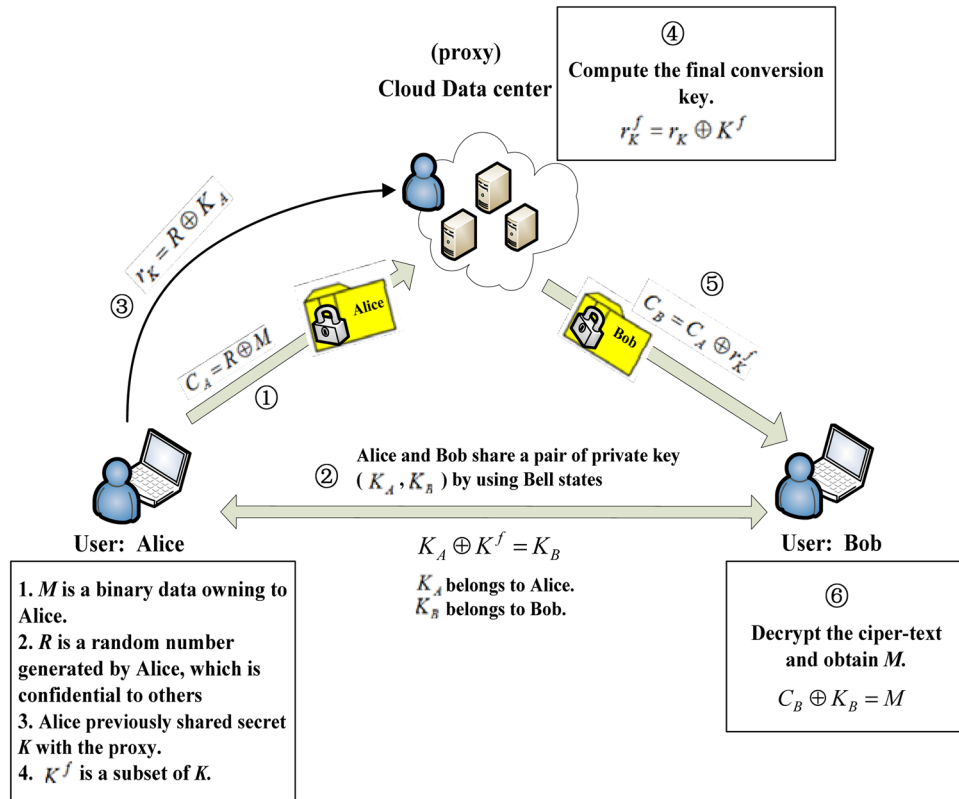 (proxy)
Cloud Data center
④
Compute the final conversion
key.
r_K^f = r_K ⊕ K^f
r_K = R ⊕ K_A
③
Alice
C_A = R ⊕ M
①
⑤
C_B = C_A ⊕ r_K^f
Bob
②
Alice and Bob share a pair of private key
( K_A , K_B ) by using Bell states
User: Alice
User: Bob
K_A ⊕ K^f = K_B
K_A belongs to Alice.
K_B belongs to Bob.
1. M is a binary data owning to
Alice.
2. R is a random number
generated by Alice, which is
confidential to others
3. Alice previously shared secret
K with the proxy.
4. K^f is a subset of K.
⑥
Decrypt the ciper-text
and obtain M.
C_B ⊕ K_B = M